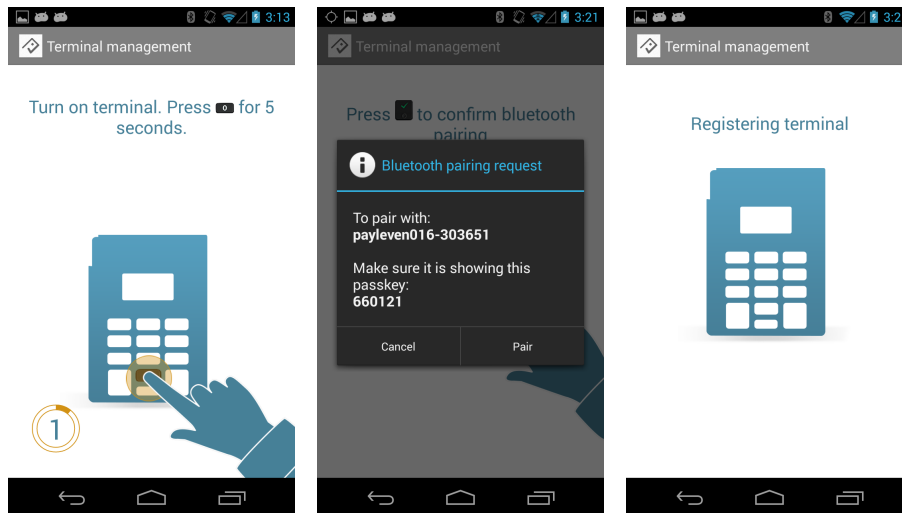 3:13
Terminal management
Turn on terminal. Press 0 for 5
seconds.
1
3:21
Terminal management
Press to confirm bluetooth
pairing
Bluetooth pairing request
To pair with:
payleven016-303651
Make sure it is showing this
passkey:
660121
Cancel
Pair
3:2
Terminal management
Registering terminal